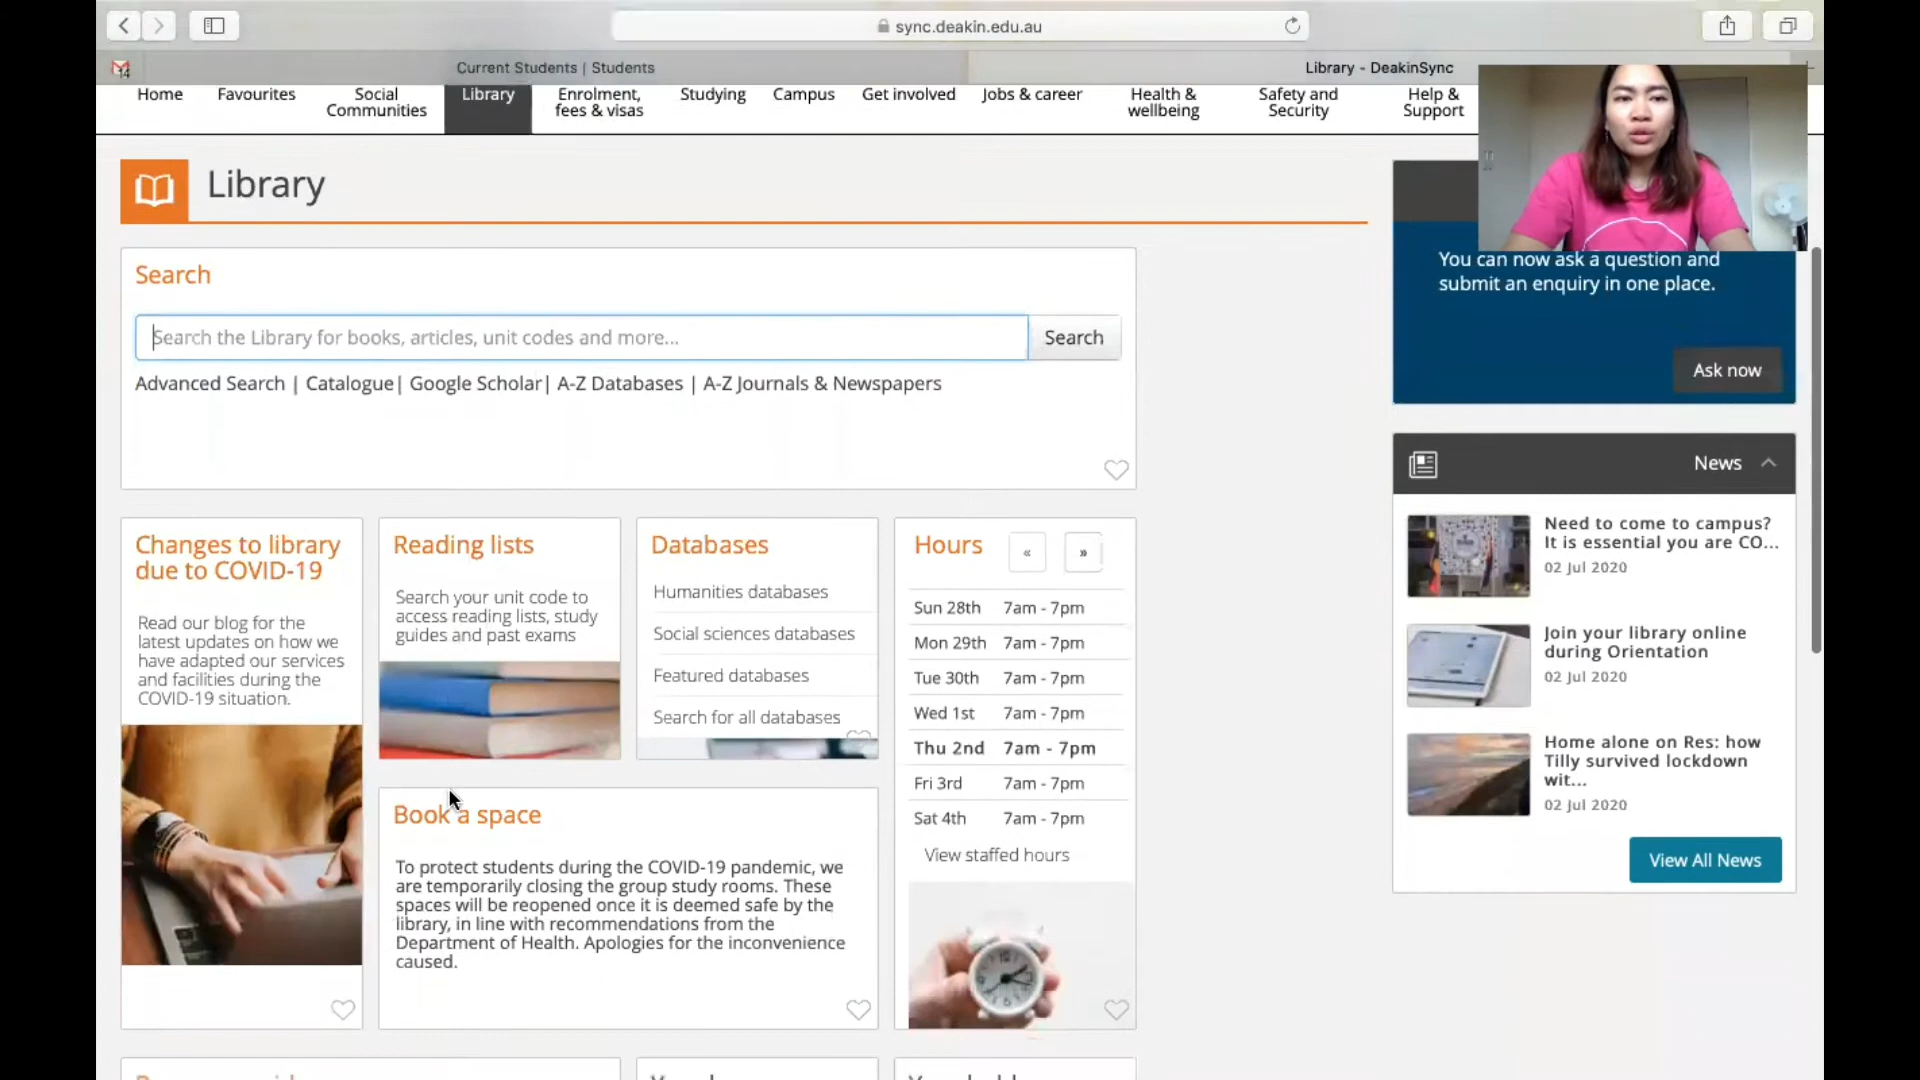 sync.deakin.edu.au
14
Current Students | Students
Library - DeakinSync
Home
Favourites
Social
Communities
Library
Enrolment,
fees & visas
Studying
Campus
Get involved
Jobs & career
Health &
wellbeing
Safety and
Security
Help &
Support
Library
Search
Search the Library for books, articles, unit codes and more...
Search
Advanced Search | Catalogue| Google Scholar| A-Z Databases | A-Z Journals & Newspapers
Changes to library
due to COVID-19
Read our blog for the
latest updates on how we
have adapted our services
and facilities during the
COVID-19 situation.
Reading lists
Search your unit code to
access reading lists, study
guides and past exams
Databases
Humanities databases
Social sciences databases
Featured databases
Search for all databases
Hours « »
Sun 28th 7am - 7pm
Mon 29th 7am - 7pm
Tue 30th 7am - 7pm
Wed 1st 7am - 7pm
Thu 2nd 7am - 7pm
Fri 3rd 7am - 7pm
Sat 4th 7am - 7pm
View staffed hours
Book a space
To protect students during the COVID-19 pandemic, we
are temporarily closing the group study rooms. These
spaces will be reopened once it is deemed safe by the
library, in line with recommendations from the
Department of Health. Apologies for the inconvenience
caused.
You can now ask a question and
submit an enquiry in one place.
Ask now
News
Need to come to campus?
It is essential you are CO...
02 Jul 2020
Join your library online
during Orientation
02 Jul 2020
Home alone on Res: how
Tilly survived lockdown
wit...
02 Jul 2020
View All News